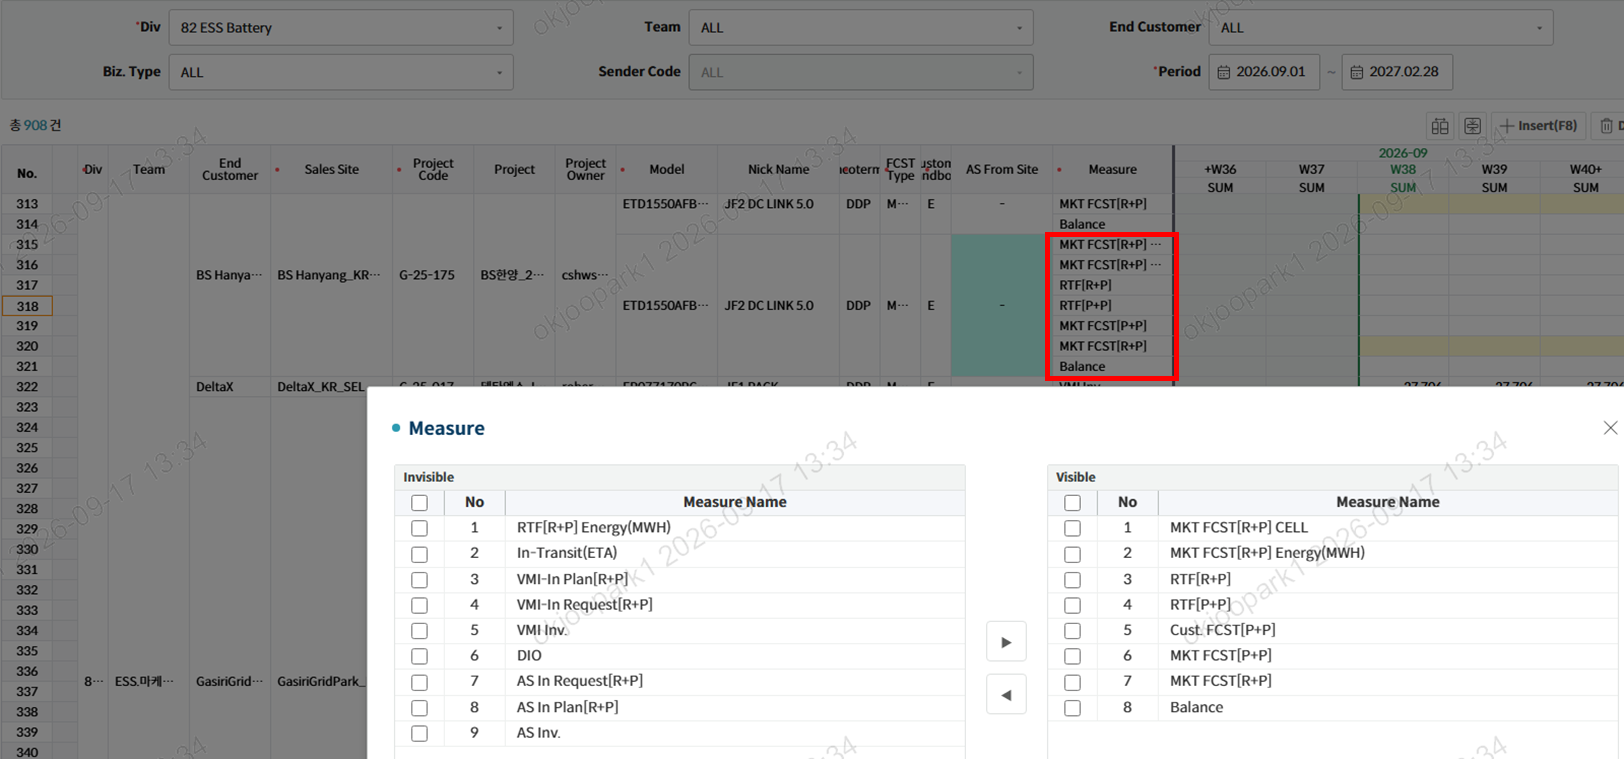 *Div 82 ESS Battery Team ALL End Customer ALL
Biz. Type ALL Sender Code ALL *Period 2026.09.01 ~ 2027.02.28
총 908 건 Insert(F8) D
No. Div Team End Customer Sales Site Project Code Project Project Owner Model Nick Name FCST Type AS From Site Measure 2026-09
+W36 W37 W38 W39 W40+
SUM SUM SUM SUM SUM
313 ETD1550AFB··· JF2 DC LINK 5.0 DDP M··· E - MKT FCST[R+P]
314 Balance
315 MKT FCST[R+P] ···
316 BS Hanya··· BS Hanyang_KR··· G-25-175 BS한양_2··· cshws··· MKT FCST[R+P] ···
317 RTF[R+P]
318 ETD1550AFB··· JF2 DC LINK 5.0 DDP M··· E - RTF[P+P]
319 MKT FCST[P+P]
320 MKT FCST[R+P]
321 Balance
322 DeltaX DeltaX_KR_SEL
323
324
325
326
327
328
329
330
331
332
333
334
335
336 8··· ESS.마케··· GasiriGrid··· GasiriGridPark_
337
338
339
340
Measure
Invisible
No Measure Name
1 RTF[R+P] Energy(MWH)
2 In-Transit(ETA)
3 VMI-In Plan[R+P]
4 VMI-In Request[R+P]
5 VMI Inv.
6 DIO
7 AS In Request[R+P]
8 AS In Plan[R+P]
9 AS Inv.
Visible
No Measure Name
1 MKT FCST[R+P] CELL
2 MKT FCST[R+P] Energy(MWH)
3 RTF[R+P]
4 RTF[P+P]
5 Cust. FCST[P+P]
6 MKT FCST[P+P]
7 MKT FCST[R+P]
8 Balance
okjoopark1 2026-09-17 13:34